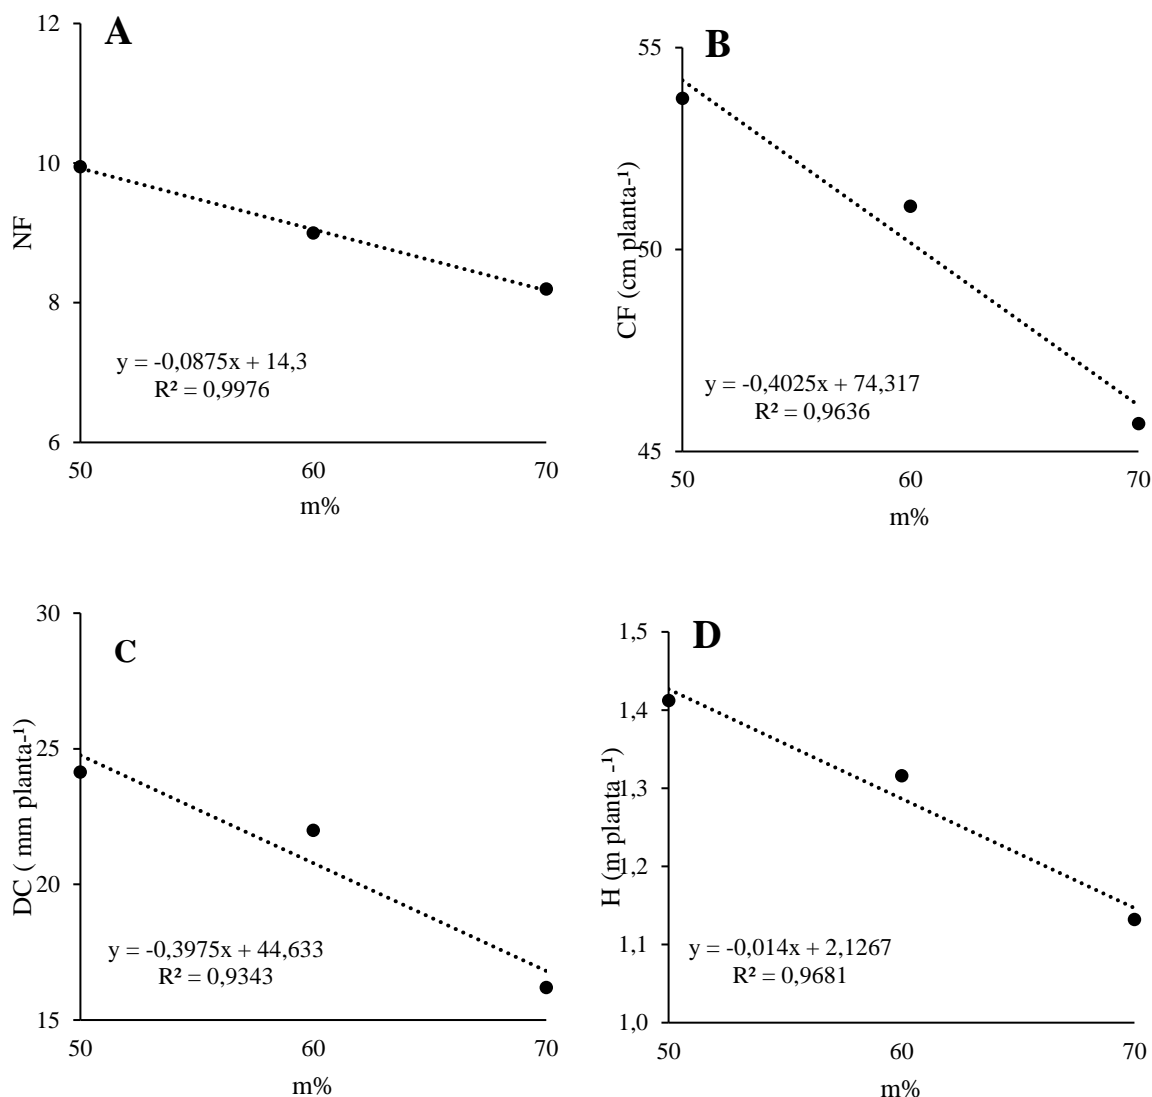 A
12
10
8
6
NF
y = -0,0875x + 14,3
R² = 0,9976
50 60 70
m%
B
55
50
45
CF (cm planta-¹)
y = -0,4025x + 74,317
R² = 0,9636
50 60 70
m%
C
30
25
20
15
DC ( mm planta-¹)
y = -0,3975x + 44,633
R² = 0,9343
50 60 70
m%
D
1,5
1,4
1,3
1,2
1,1
1,0
H (m planta -¹)
y = -0,014x + 2,1267
R² = 0,9681
50 60 70
m%